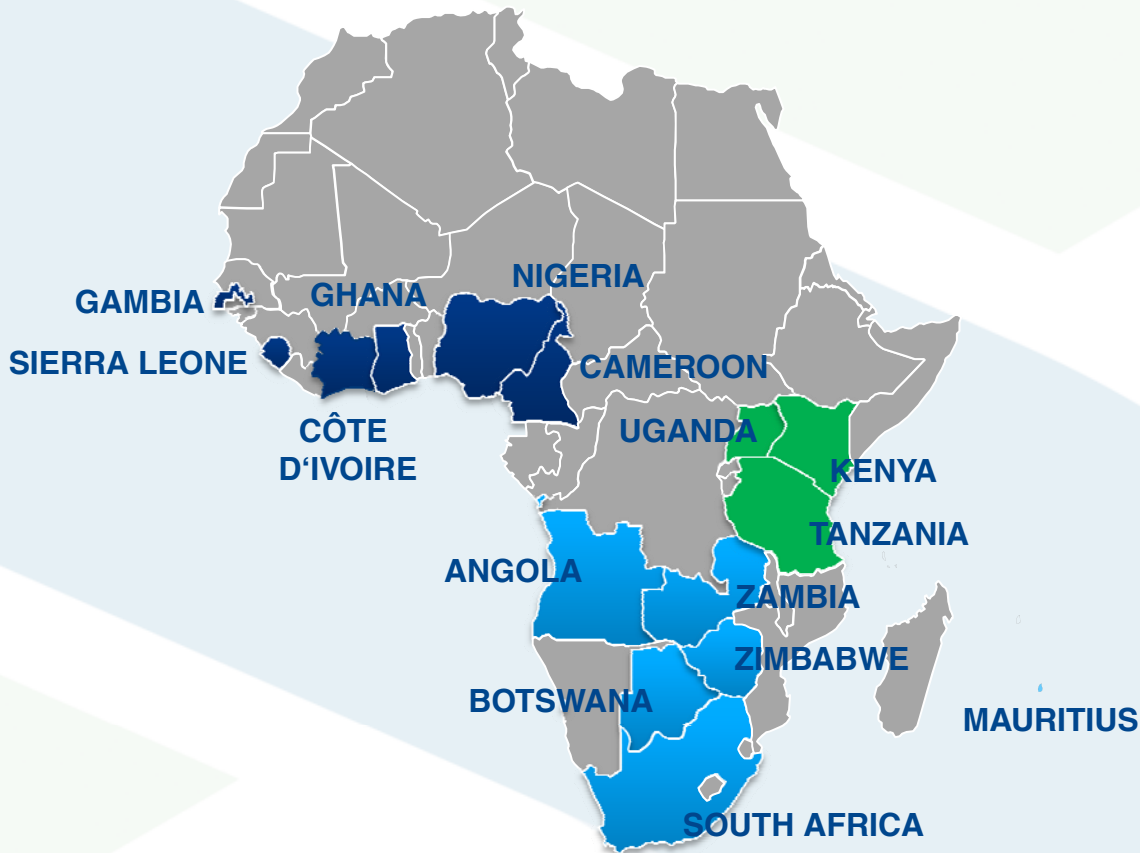 NIGERIA
GAMBIA
GHANA
SIERRA LEONE
CAMEROON
CÔTE
D‘IVOIRE
UGANDA
KENYA
TANZANIA
ANGOLA
ZAMBIA
ZIMBABWE
BOTSWANA
MAURITIUS
SOUTH AFRICA